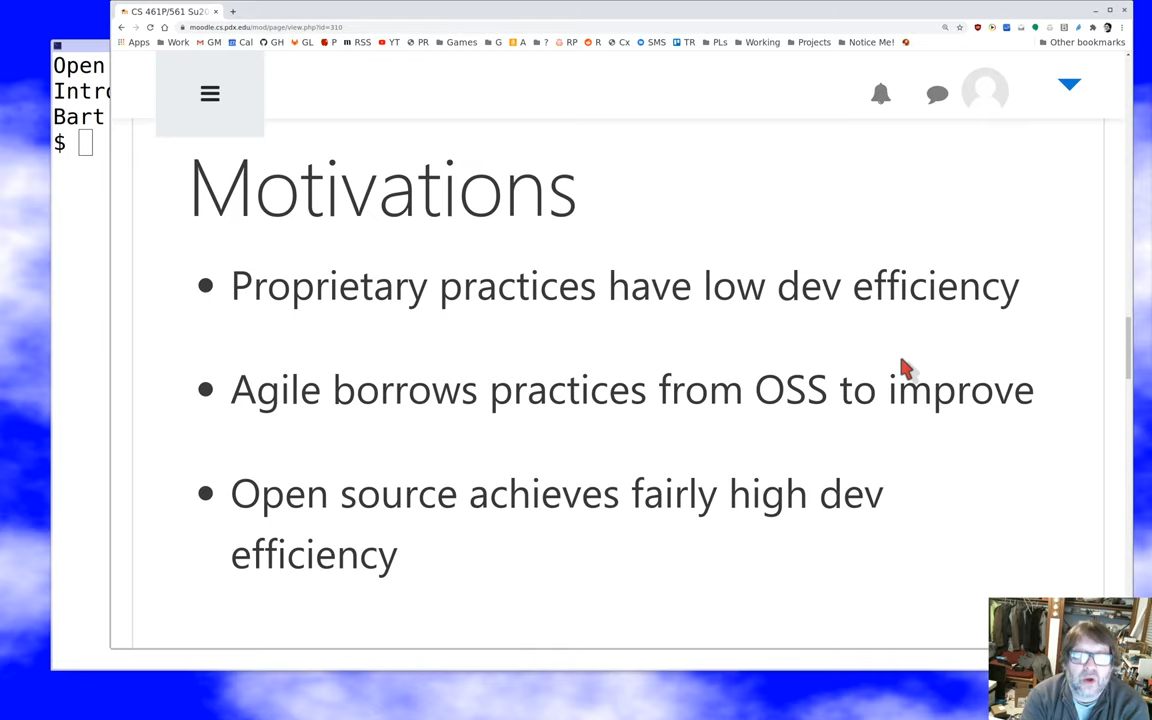 CS 461P/561 Su20
moodle.cs.pdx.edu/mod/page/view.php?id=310
Apps Work GM Cal GH GL P RSS YT PR Games G A ? RP R Cx SMS TR PLs Working Projects Notice Me! Other bookmarks
Open
Intro
Bart
$
Motivations
• Proprietary practices have low dev efficiency
• Agile borrows practices from OSS to improve
• Open source achieves fairly high dev
efficiency